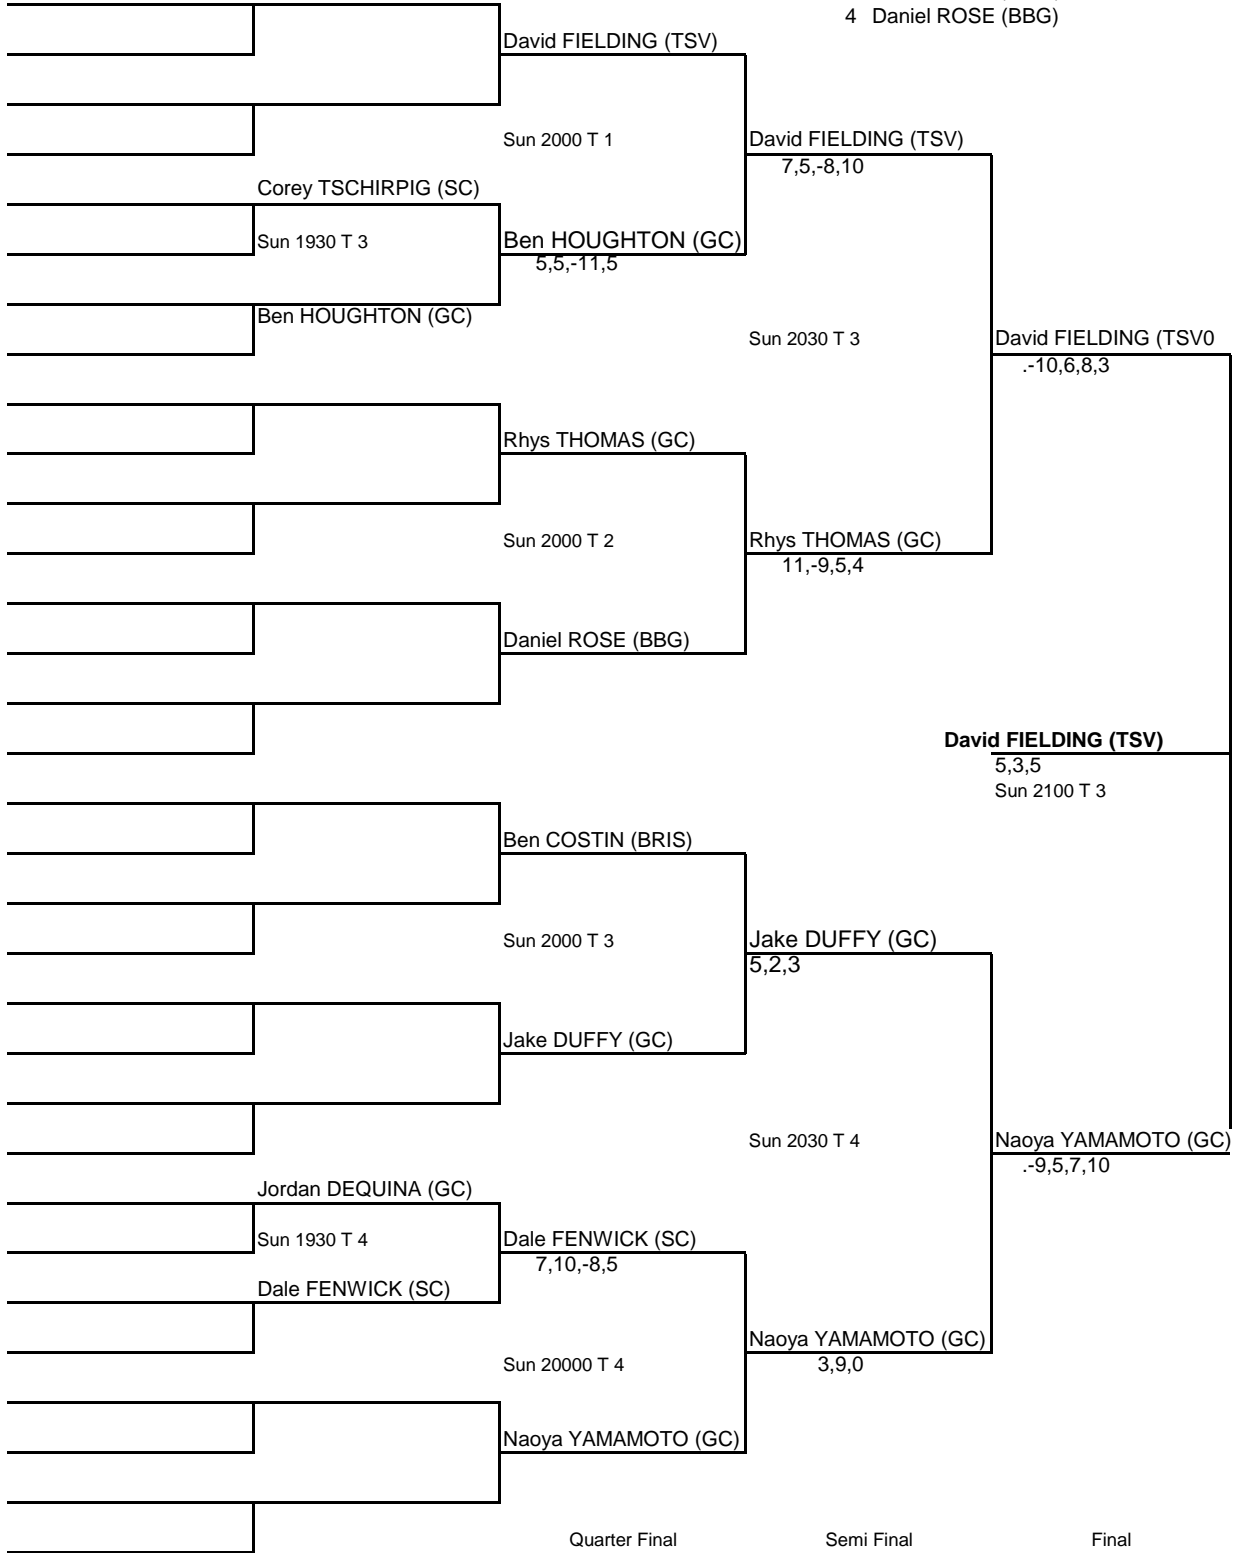 4 Daniel ROSE (BBG)
David FIELDING (TSV)
Sun 2000 T 1
David FIELDING (TSV)
7,5,-8,10
Corey TSCHIRPIG (SC)
Sun 1930 T 3
Ben HOUGHTON (GC)
5,5,-11,5
Ben HOUGHTON (GC)
Sun 2030 T 3
David FIELDING (TSV0
.-10,6,8,3
Rhys THOMAS (GC)
Sun 2000 T 2
Rhys THOMAS (GC)
11,-9,5,4
Daniel ROSE (BBG)
David FIELDING (TSV)
5,3,5
Sun 2100 T 3
Ben COSTIN (BRIS)
Sun 2000 T 3
Jake DUFFY (GC)
5,2,3
Jake DUFFY (GC)
Sun 2030 T 4
Naoya YAMAMOTO (GC)
.-9,5,7,10
Jordan DEQUINA (GC)
Sun 1930 T 4
Dale FENWICK (SC)
7,10,-8,5
Dale FENWICK (SC)
Naoya YAMAMOTO (GC)
3,9,0
Sun 20000 T 4
Naoya YAMAMOTO (GC)
Quarter Final Semi Final Final